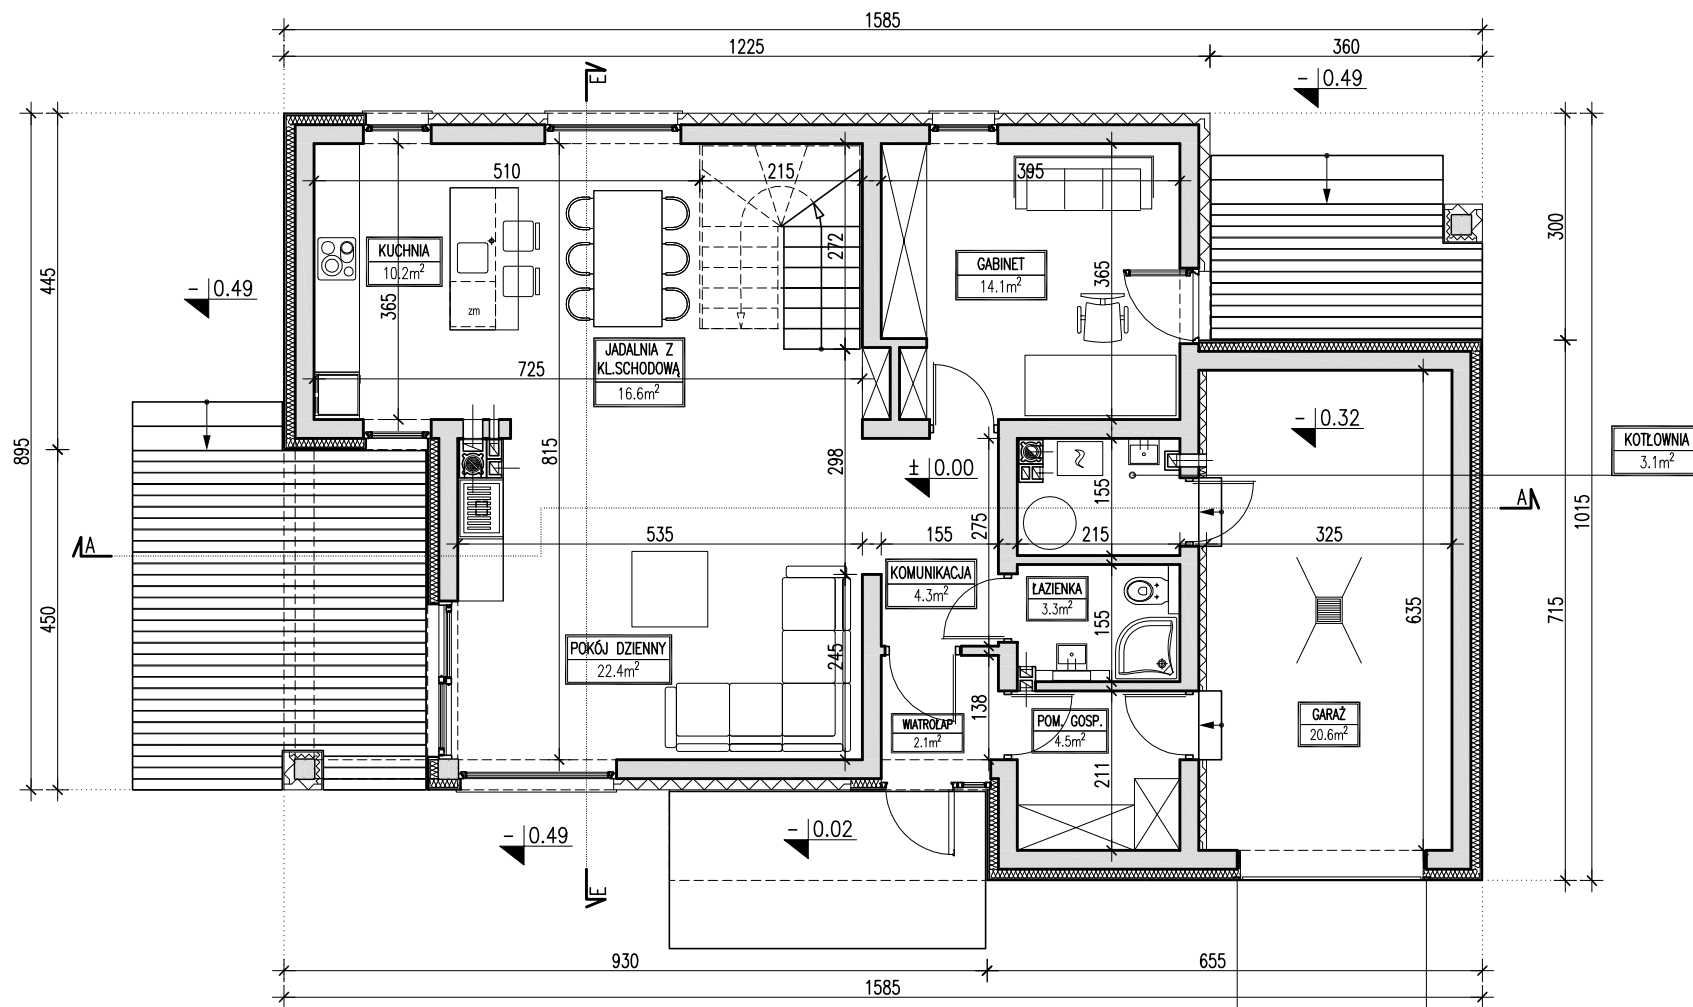 1585
1225
360
- 0.49
E
510
215
395
KUCHNIA
10.2m²
365
272
GABINET
14.1m²
365
300
445
- 0.49
zm
JADALNIA Z
KL.SCHODOWĄ
16.6m²
725
- 0.32
KOTŁOWNIA
3.1m²
895
815
298
± 0.00
155
A
A
1015
535
155
275
215
325
KOMUNIKACJA
4.3m²
ŁAZIENKA
3.3m²
155
635
715
450
POKÓJ DZIENNY
22.4m²
245
138
WIATROŁAP
2.1m²
POM. GOSP.
4.5m²
GARAŻ
20.6m²
211
- 0.49
- 0.02
E
930
655
1585